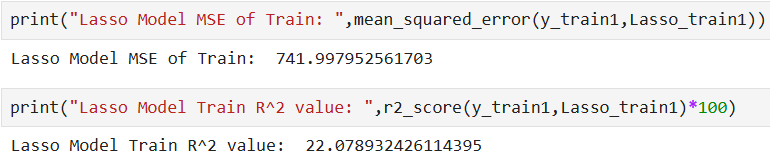 print("Lasso Model MSE of Train: ",mean_squared_error(y_train1,Lasso_train1))
Lasso Model MSE of Train:  741.997952561703
print("Lasso Model Train R^2 value: ",r2_score(y_train1,Lasso_train1)*100)
Lasso Model Train R^2 value:  22.078932426114395